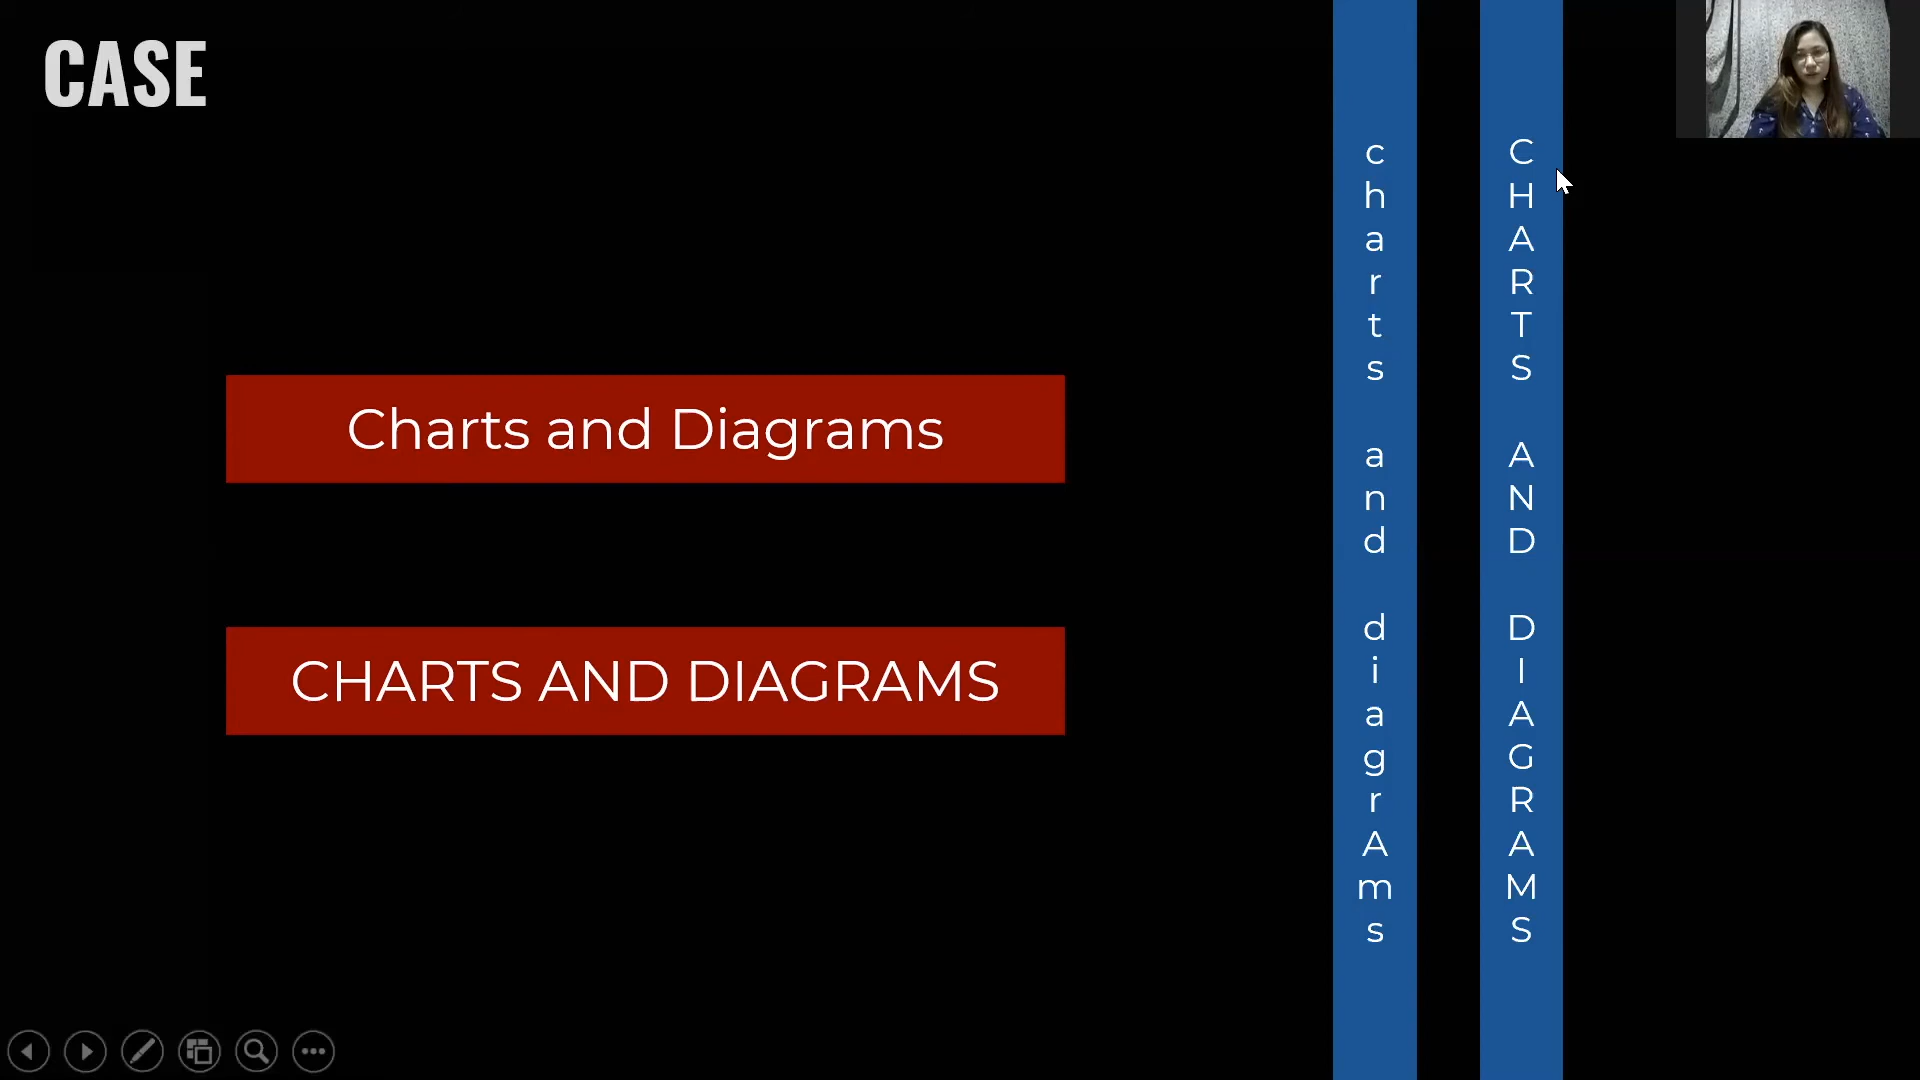 CASE
Charts and Diagrams
CHARTS AND DIAGRAMS
c
h
a
r
t
s
a
n
d
d
i
a
g
r
A
m
s
C
H
A
R
T
S
A
N
D
D
I
A
G
R
A
M
S